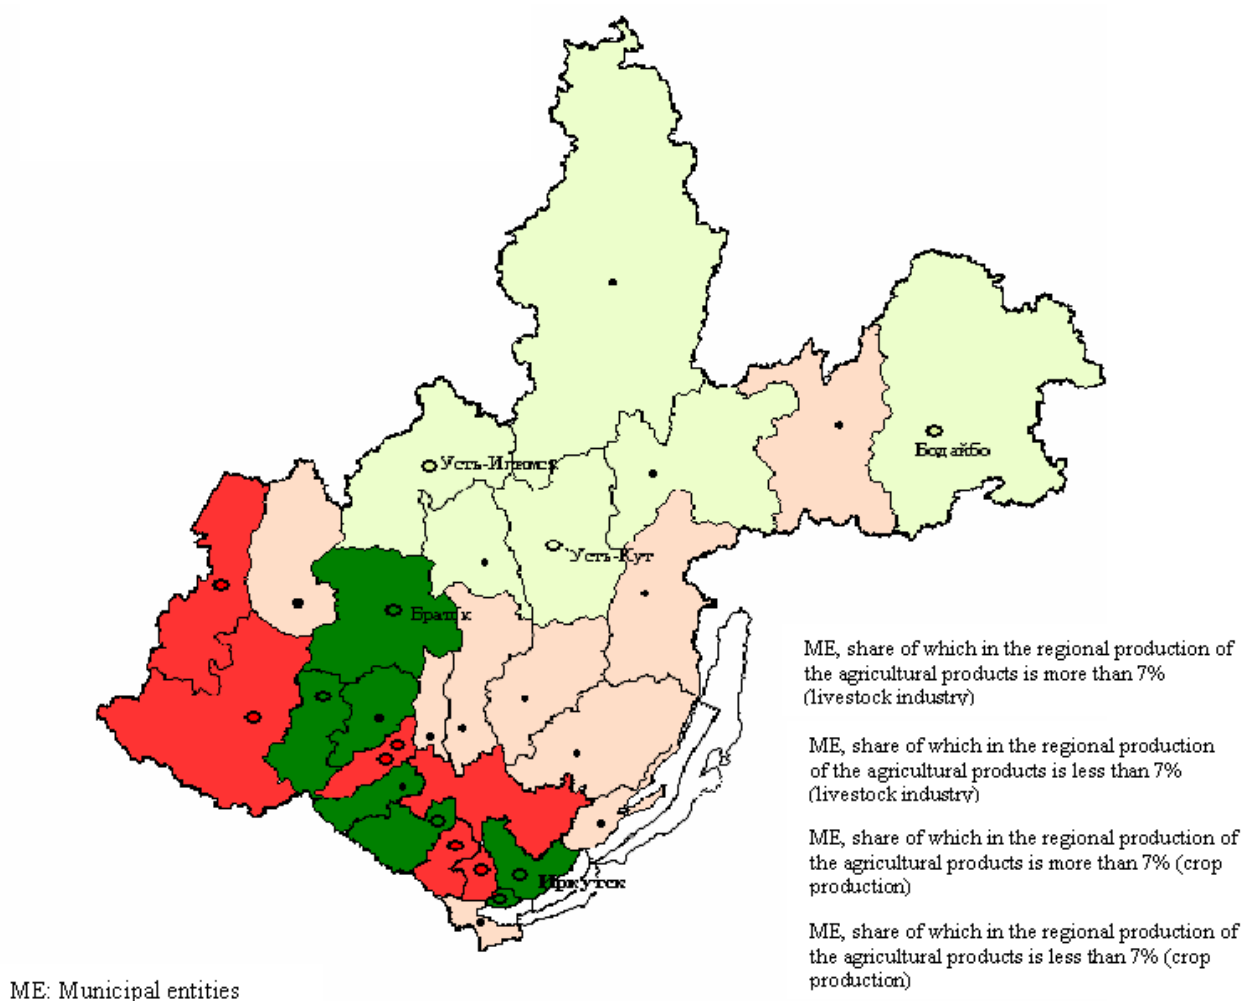 Усть-Илимск
Бодайбо
Усть-Кут
Братск
ME, share of which in the regional production of
the agricultural products is more than 7%
(livestock industry)
ME, share of which in the regional production
of the agricultural products is less than 7%
(livestock industry)
ME, share of which in the regional production of
the agricultural products is more than 7% (crop
production)
Иркутск
ME, share of which in the regional production of
the agricultural products is less than 7% (crop
production)
ME: Municipal entities